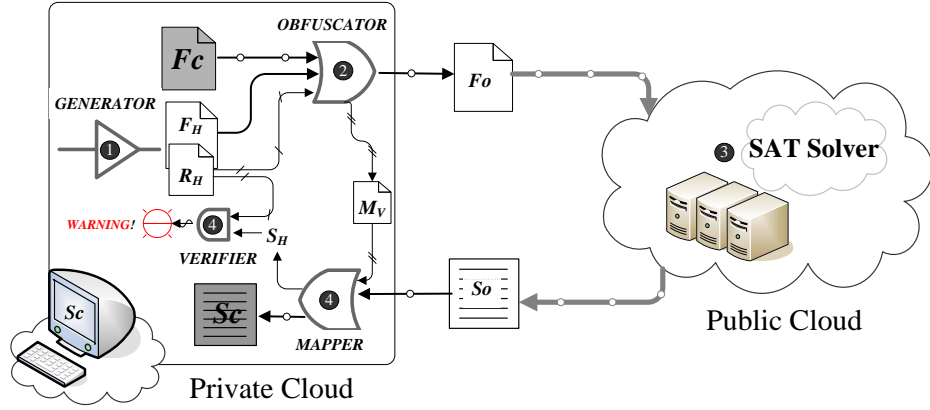 OBFUSCATOR
Fc
2
Fo
GENERATOR
1
F_H
R_H
3 SAT Solver
M_V
WARNING!
4
S_H
VERIFIER
Sc
Sc
4
So
MAPPER
Public Cloud
Private Cloud